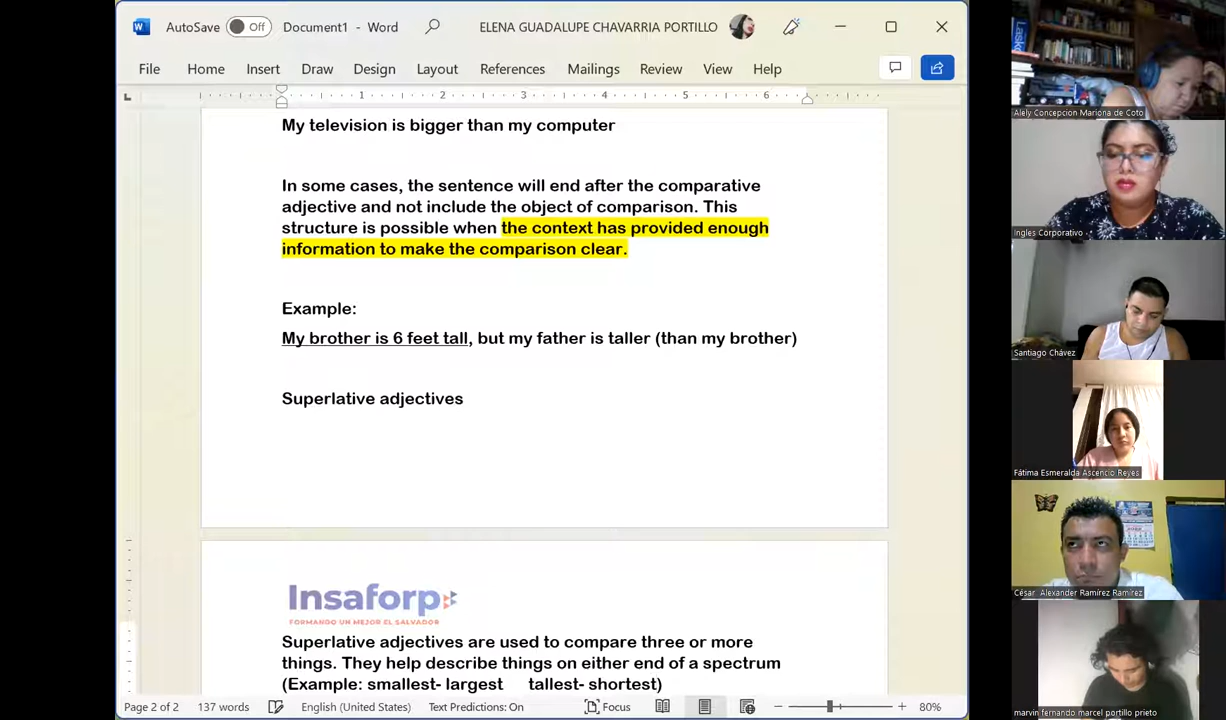 AutoSave Off Document1 - Word ELENA GUADALUPE CHAVARRIA PORTILLO
File Home Insert Draw Design Layout References Mailings Review View Help
1 2 3 4 5 6
My television is bigger than my computer
In some cases, the sentence will end after the comparative
adjective and not include the object of comparison. This
structure is possible when the context has provided enough
information to make the comparison clear.
Example:
My brother is 6 feet tall, but my father is taller (than my brother)
Superlative adjectives
Insaforp
FORMANDO UN MEJOR EL SALVADOR
Superlative adjectives are used to compare three or more
things. They help describe things on either end of a spectrum
(Example: smallest- largest tallest- shortest)
Page 2 of 2 137 words English (United States) Text Predictions: On Focus 80%
Alely Concepcion Mariona de Coto
Ingles Corporativo
Santiago Chávez
Fátima Esmeralda Ascencio Reyes
César Alexander Ramírez Ramírez
marvin fernando marcel portillo prieto